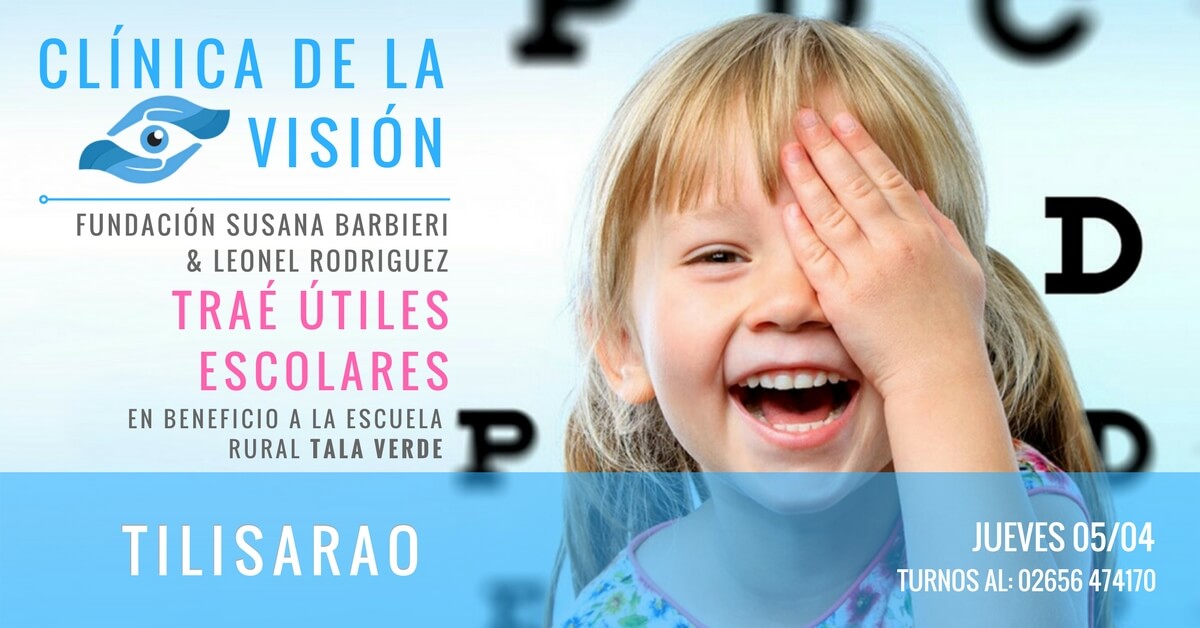 CLÍNICA DE LA
VISIÓN
FUNDACIÓN SUSANA BARBIERI
& LEONEL RODRIGUEZ
TRAÉ ÚTILES
ESCOLARES
EN BENEFICIO A LA ESCUELA
RURAL TALA VERDE
TILISARAO
JUEVES 05/04
TURNOS AL: 02656 474170
D
P
D